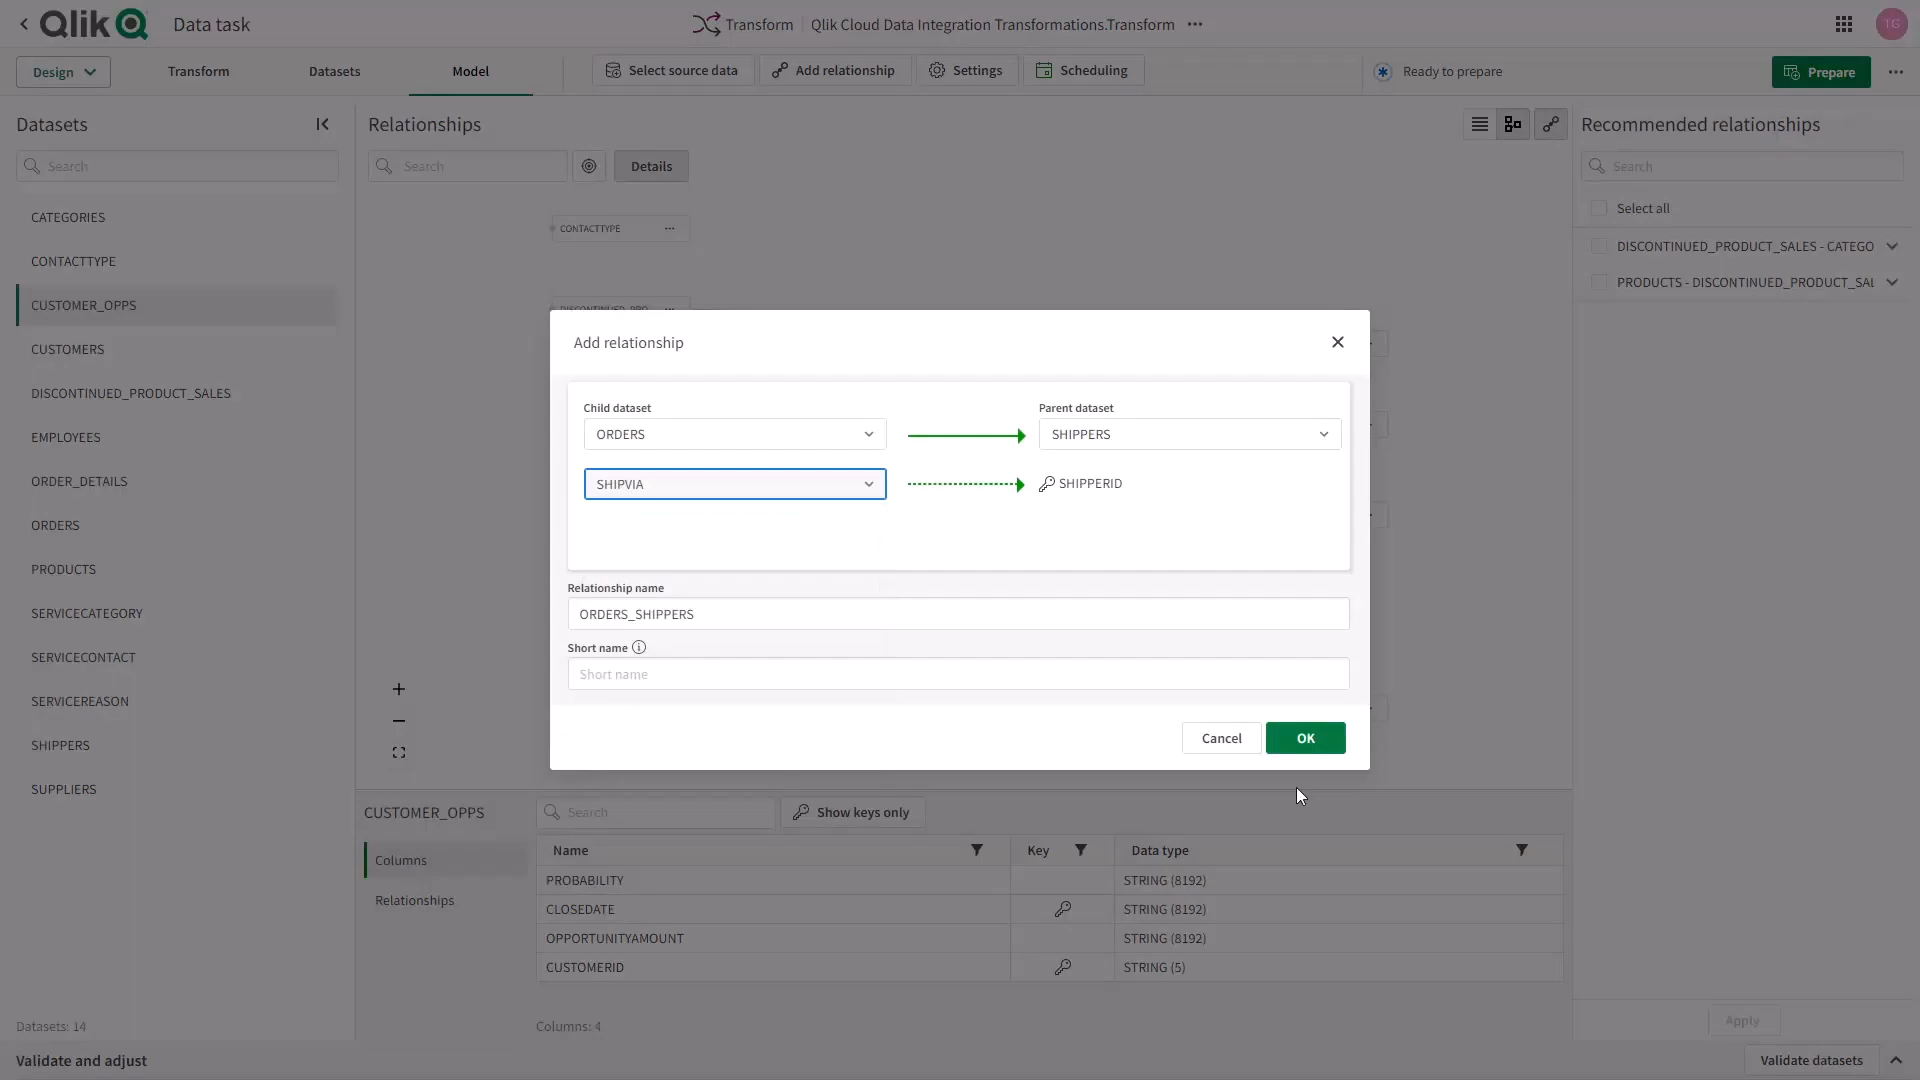 Qlik
Data task
Transform
Qlik Cloud Data Integration Transformations.Transform
TG
Design
Transform
Datasets
Model
Select source data
Add relationship
Settings
Scheduling
Ready to prepare
Prepare
Datasets
Search
CATEGORIES
CONTACTTYPE
CUSTOMER_OPPS
CUSTOMERS
DISCONTINUED_PRODUCT_SALES
EMPLOYEES
ORDER_DETAILS
ORDERS
PRODUCTS
SERVICECATEGORY
SERVICECONTACT
SERVICEREASON
SHIPPERS
SUPPLIERS
Datasets: 14
Relationships
Search
Details
CONTACTTYPE
DISCONTINUED_PRO
Add relationship
Child dataset
Parent dataset
ORDERS
SHIPPERS
SHIPVIA
SHIPPERID
Relationship name
ORDERS_SHIPPERS
Short name
Short name
Cancel
OK
CUSTOMER_OPPS
Search
Show keys only
Columns
Relationships
Name
Key
Data type
PROBABILITY
STRING (8192)
CLOSEDATE
STRING (8192)
OPPORTUNITYAMOUNT
STRING (8192)
CUSTOMERID
STRING (5)
Columns: 4
Recommended relationships
Search
Select all
DISCONTINUED_PRODUCT_SALES - CATEGO
PRODUCTS - DISCONTINUED_PRODUCT_SAL
Apply
Validate and adjust
Validate datasets